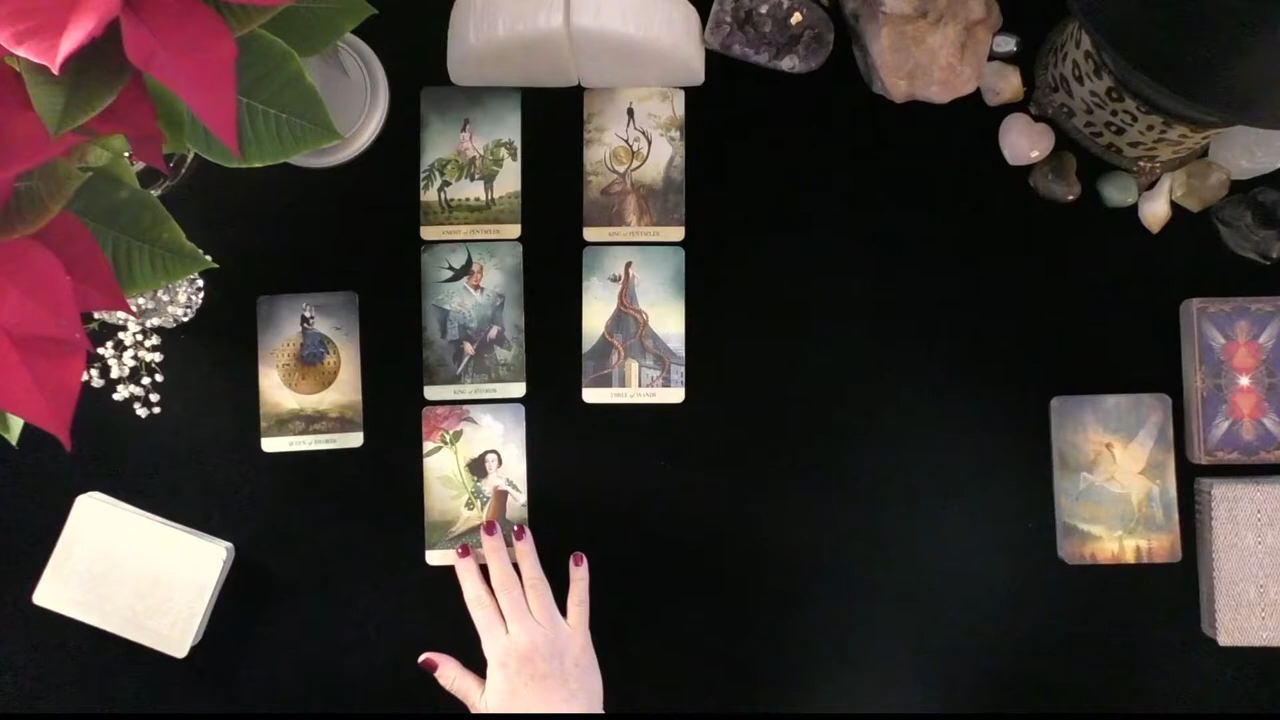 KNIGHT of PENTACLES
KING of PENTACLES
KING of SWORDS
THREE of WANDS
QUEEN of SWORDS